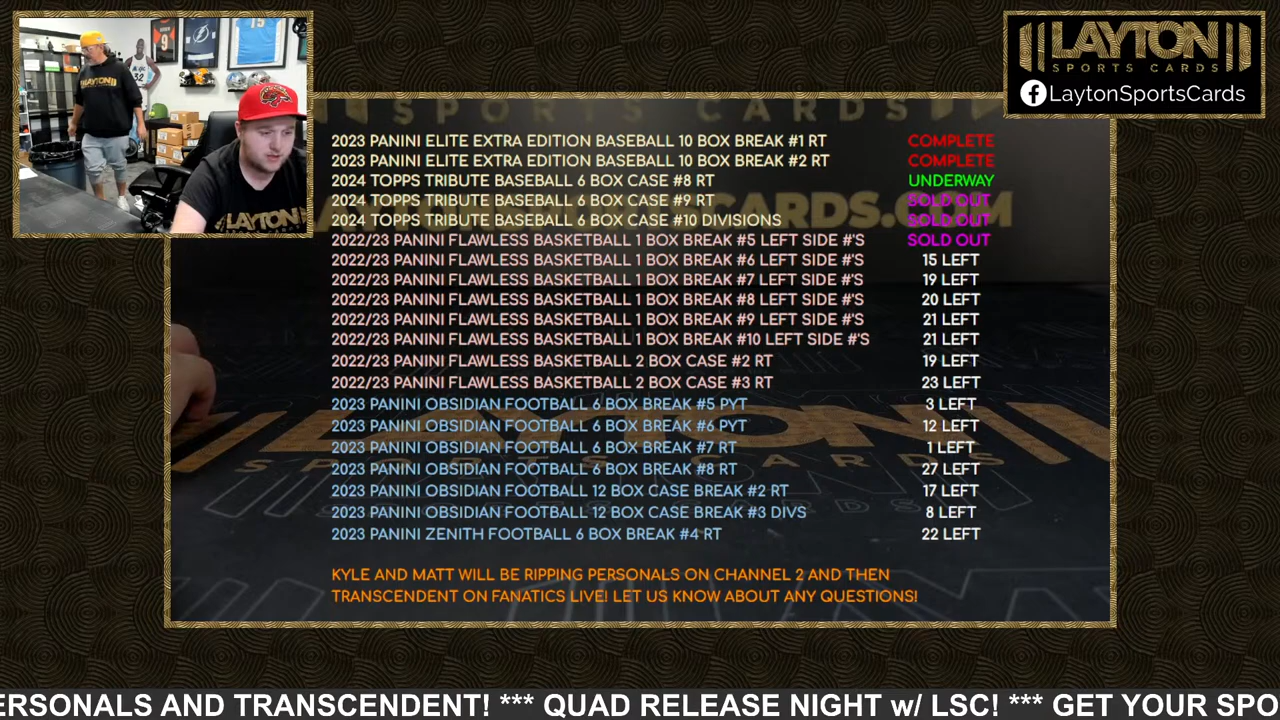 LAYTON
SPORTS CARDS
LaytonSportsCards
SPORTS CARDS
2023 PANINI ELITE EXTRA EDITION BASEBALL 10 BOX BREAK #1 RT COMPLETE
2023 PANINI ELITE EXTRA EDITION BASEBALL 10 BOX BREAK #2 RT COMPLETE
2024 TOPPS TRIBUTE BASEBALL 6 BOX CASE #8 RT UNDERWAY
2024 TOPPS TRIBUTE BASEBALL 6 BOX CASE #9 RT SOLD OUT
2024 TOPPS TRIBUTE BASEBALL 6 BOX CASE #10 DIVISIONS SOLD OUT
2022/23 PANINI FLAWLESS BASKETBALL 1 BOX BREAK #5 LEFT SIDE #'S SOLD OUT
2022/23 PANINI FLAWLESS BASKETBALL 1 BOX BREAK #6 LEFT SIDE #'S 15 LEFT
2022/23 PANINI FLAWLESS BASKETBALL 1 BOX BREAK #7 LEFT SIDE #'S 19 LEFT
2022/23 PANINI FLAWLESS BASKETBALL 1 BOX BREAK #8 LEFT SIDE #'S 20 LEFT
2022/23 PANINI FLAWLESS BASKETBALL 1 BOX BREAK #9 LEFT SIDE #'S 21 LEFT
2022/23 PANINI FLAWLESS BASKETBALL 1 BOX BREAK #10 LEFT SIDE #'S 21 LEFT
2022/23 PANINI FLAWLESS BASKETBALL 2 BOX CASE #2 RT 19 LEFT
2022/23 PANINI FLAWLESS BASKETBALL 2 BOX CASE #3 RT 23 LEFT
2023 PANINI OBSIDIAN FOOTBALL 6 BOX BREAK #5 PYT 3 LEFT
2023 PANINI OBSIDIAN FOOTBALL 6 BOX BREAK #6 PYT 12 LEFT
2023 PANINI OBSIDIAN FOOTBALL 6 BOX BREAK #7 RT 1 LEFT
2023 PANINI OBSIDIAN FOOTBALL 6 BOX BREAK #8 RT 27 LEFT
2023 PANINI OBSIDIAN FOOTBALL 12 BOX CASE BREAK #2 RT 17 LEFT
2023 PANINI OBSIDIAN FOOTBALL 12 BOX CASE BREAK #3 DIVS 8 LEFT
2023 PANINI ZENITH FOOTBALL 6 BOX BREAK #4 RT 22 LEFT
KYLE AND MATT WILL BE RIPPING PERSONALS ON CHANNEL 2 AND THEN
TRANSCENDENT ON FANATICS LIVE! LET US KNOW ABOUT ANY QUESTIONS!
ERSONALS AND TRANSCENDENT! *** QUAD RELEASE NIGHT w/ LSC! *** GET YOUR SPO